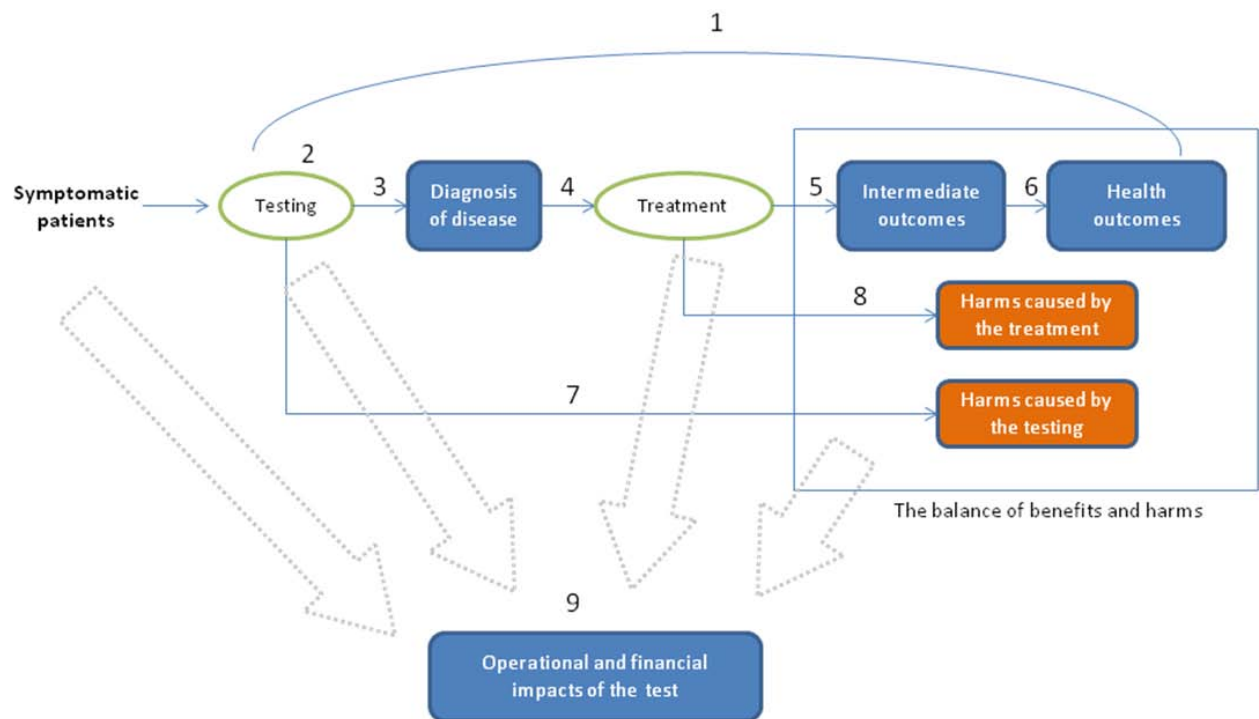 1
2
3
4
5
6
Symptomatic
patients
Testing
Diagnosis
of disease
Treatment
Intermediate
outcomes
Health
outcomes
8
Harms caused by
the treatment
7
Harms caused by
the testing
The balance of benefits and harms
9
Operational and financial
impacts of the test